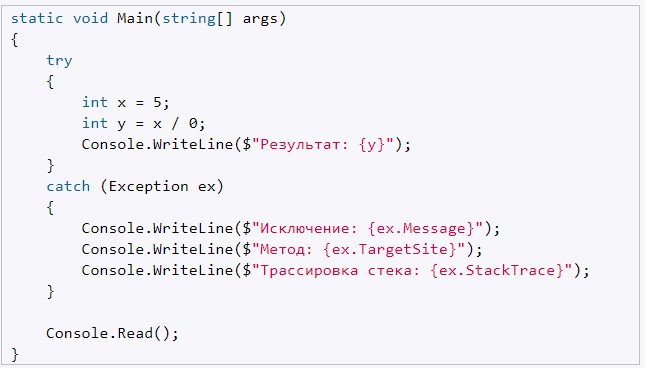 static void Main(string[] args)
{
    try
    {
        int x = 5;
        int y = x / 0;
        Console.WriteLine($"Результат: {y}");
    }
    catch (Exception ex)
    {
        Console.WriteLine($"Исключение: {ex.Message}");
        Console.WriteLine($"Метод: {ex.TargetSite}");
        Console.WriteLine($"Трассировка стека: {ex.StackTrace}");
    }

    Console.Read();
}